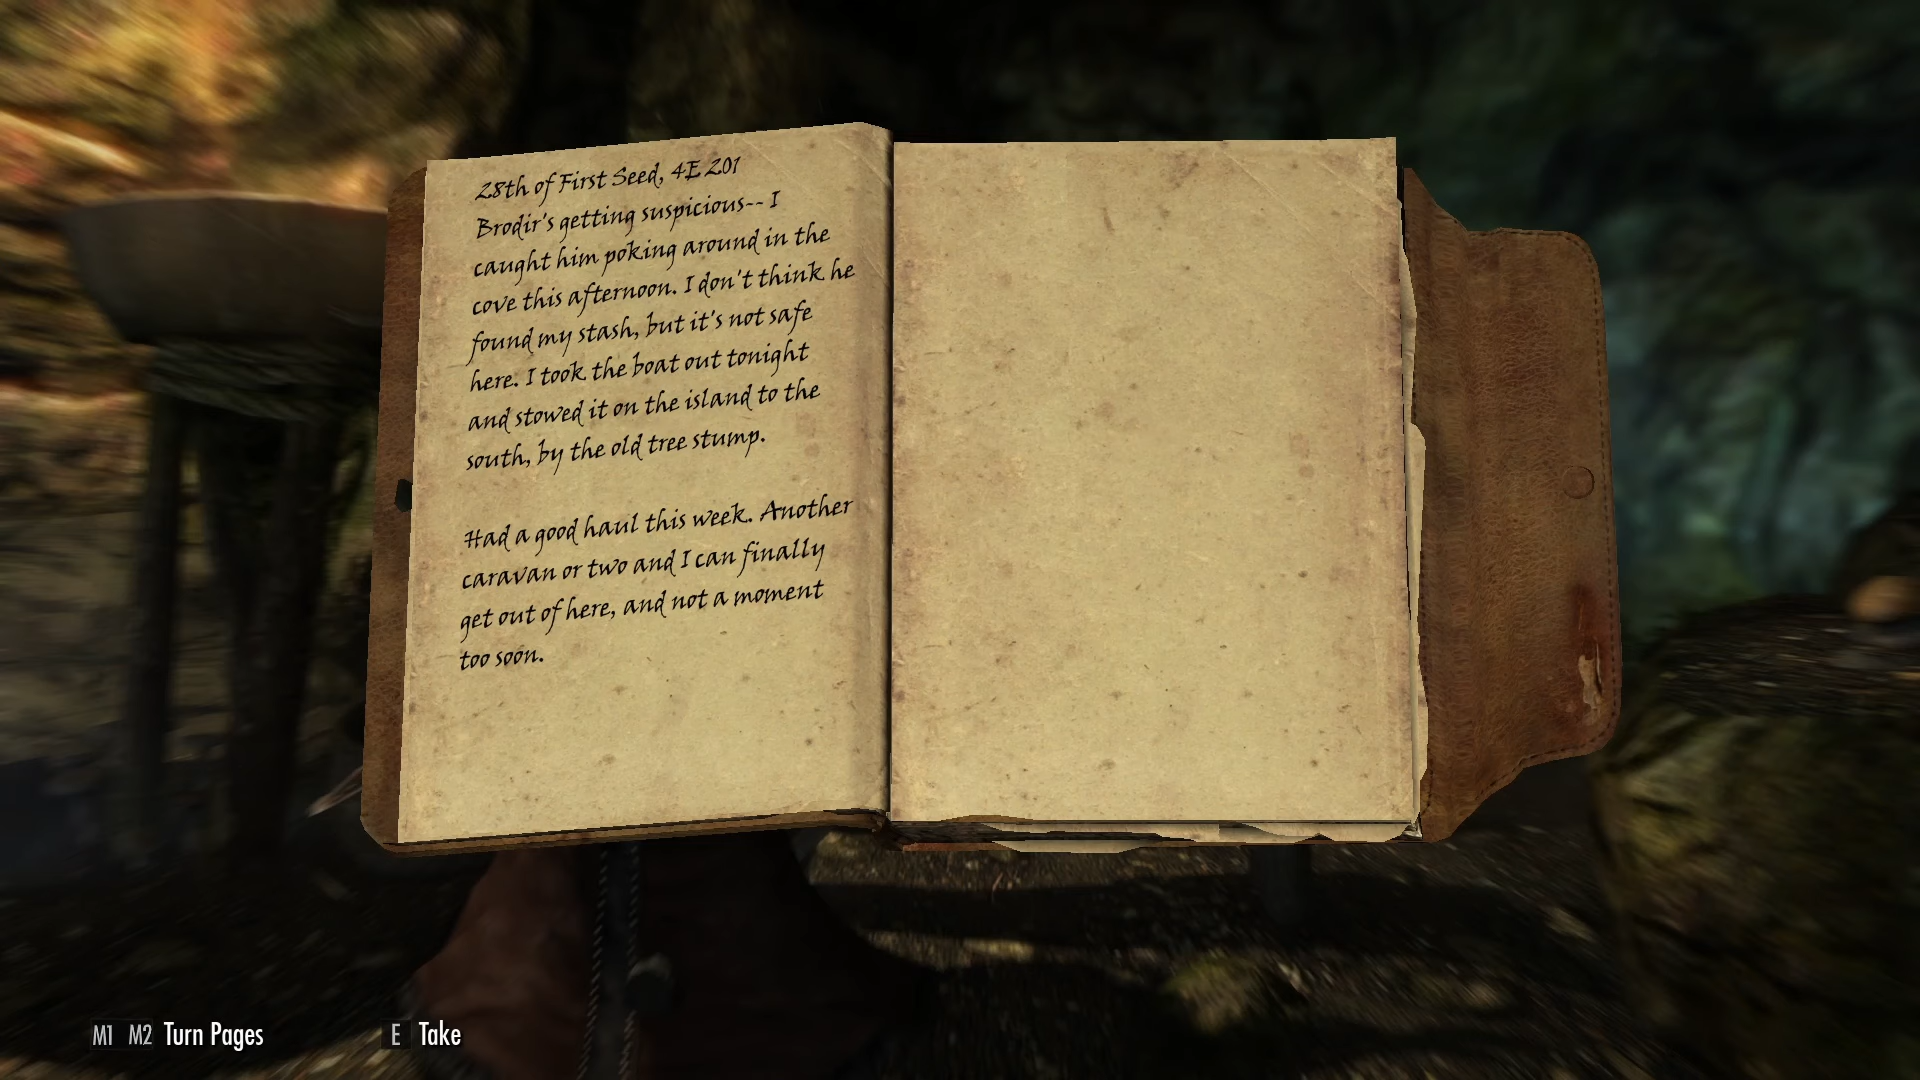 28th of First Seed, 4E 201
Brodir's getting suspicious-- I
caught him poking around in the
cove this afternoon. I don't think he
found my stash, but it's not safe
here. I took the boat out tonight
and stowed it on the island to the
south, by the old tree stump.
Had a good haul this week. Another
caravan or two and I can finally
get out of here, and not a moment
too soon.
M1 M2 Turn Pages
E Take